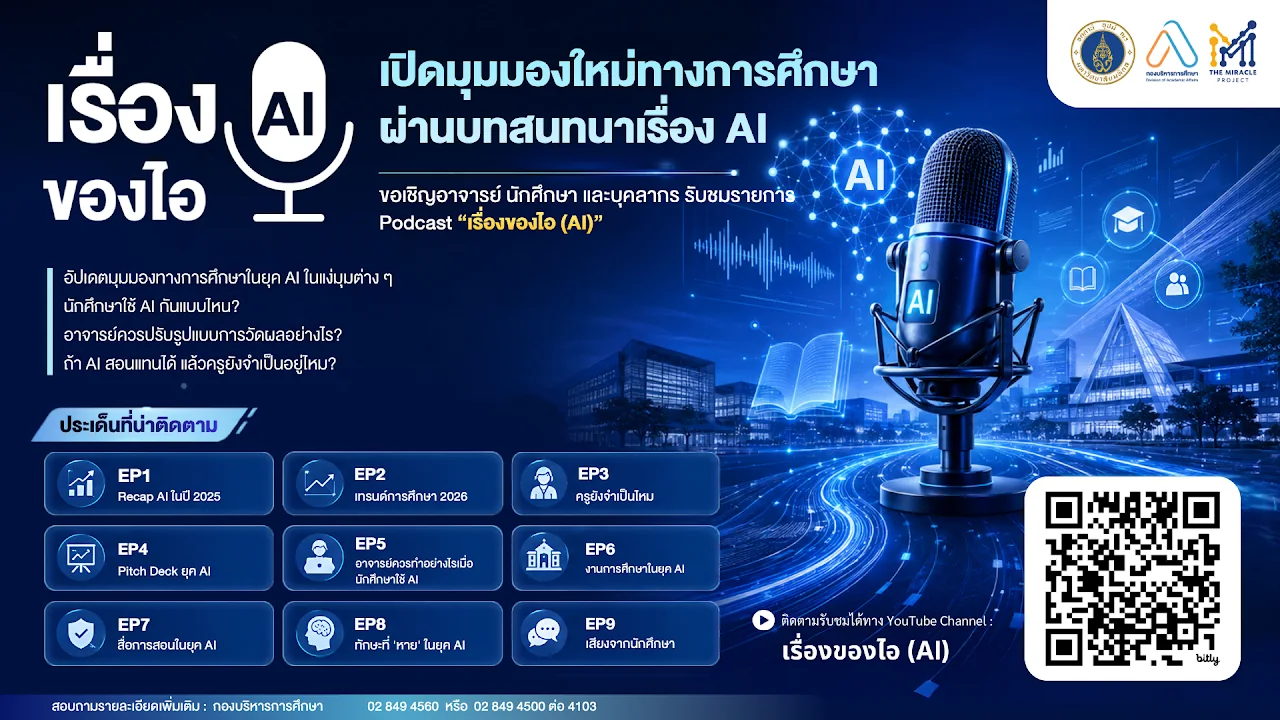 เรื่อง
ของไอ
AI
เปิดมุมมองใหม่ทางการศึกษา
ผ่านบทสนทนาเรื่อง AI
ขอเชิญอาจารย์ นักศึกษา และบุคลากร รับชมรายการ
Podcast “เรื่องของไอ (AI)”
กองบริหารการศึกษา
Division of Academic Affairs
THE MIRACLE
PROJECT
AI
AI
อัปเดตมุมมองทางการศึกษาในยุค AI ในแง่มุมต่าง ๆ
นักศึกษาใช้ AI กันแบบไหน?
อาจารย์ควรปรับรูปแบบการวัดผลอย่างไร?
ถ้า AI สอนแทนได้ แล้วครูยังจำเป็นอยู่ไหม?
ประเด็นที่น่าติดตาม
EP1
Recap AI ในปี 2025
EP2
เทรนด์การศึกษา 2026
EP3
ครูยังจำเป็นไหม
EP4
Pitch Deck ยุค AI
EP5
อาจารย์ควรทำอย่างไรเมื่อ
นักศึกษาใช้ AI
EP6
งานการศึกษาในยุค AI
EP7
สื่อการสอนในยุค AI
EP8
ทักษะที่ 'หาย' ในยุค AI
EP9
เสียงจากนักศึกษา
ติดตามรับชมได้ทาง YouTube Channel :
เรื่องของไอ (AI)
bitly
สอบถามรายละเอียดเพิ่มเติม : กองบริหารการศึกษา 02 849 4560 หรือ 02 849 4500 ต่อ 4103